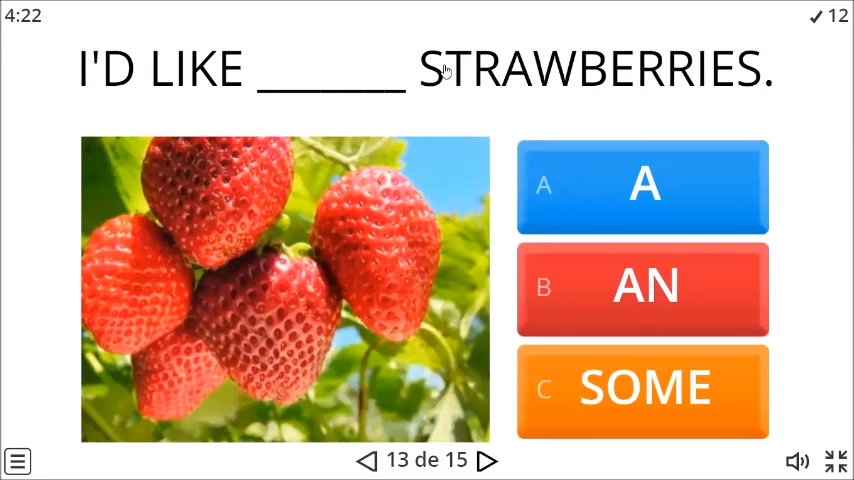 4:22
✓ 12
I'D LIKE _______ STRAWBERRIES.
A A
B AN
C SOME
13 de 15